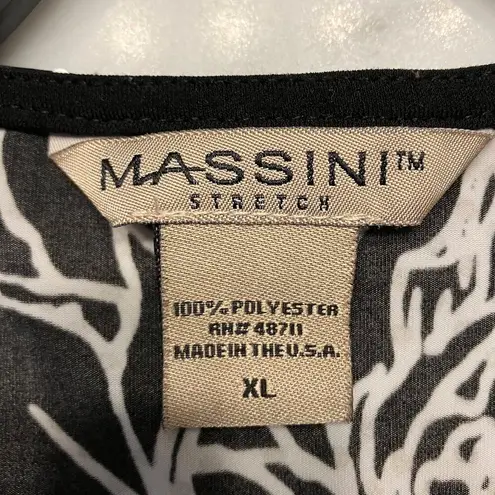 MASSINI™
STRETCH
100% POLYESTER
RN# 48711
MADE IN THE U.S.A.
XL